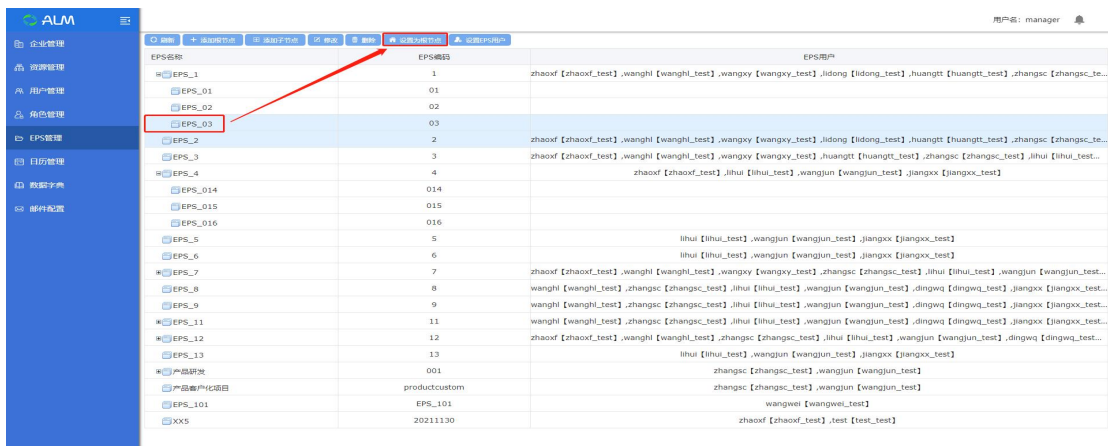 ALM
用户名: manager
企业管理
资源管理
用户管理
角色管理
EPS管理
日历管理
数据字典
邮件配置
刷新 添加根节点 添加子节点 修改 删除 设置为根节点 设置EPS用户
EPS名称 EPS编码 EPS用户
EPS_1 1 zhaoxf【zhaoxf_test】,wanghl【wanghl_test】,wangxy【wangxy_test】,lidong【lidong_test】,huangtt【huangtt_test】,zhangsc【zhangsc_te...
EPS_01 01
EPS_02 02
EPS_03 03
EPS_2 2 zhaoxf【zhaoxf_test】,wanghl【wanghl_test】,wangxy【wangxy_test】,lidong【lidong_test】,huangtt【huangtt_test】,zhangsc【zhangsc_te...
EPS_3 3 zhaoxf【zhaoxf_test】,wanghl【wanghl_test】,wangxy【wangxy_test】,huangtt【huangtt_test】,zhangsc【zhangsc_test】,lihui【lihui_test...
EPS_4 4 zhaoxf【zhaoxf_test】,lihui【lihui_test】,wangjun【wangjun_test】,jiangxx【jiangxx_test】
EPS_014 014
EPS_015 015
EPS_016 016
EPS_5 5 lihui【lihui_test】,wangjun【wangjun_test】,jiangxx【jiangxx_test】
EPS_6 6 lihui【lihui_test】,wangjun【wangjun_test】,jiangxx【jiangxx_test】
EPS_7 7 zhaoxf【zhaoxf_test】,wanghl【wanghl_test】,wangxy【wangxy_test】,zhangsc【zhangsc_test】,lihui【lihui_test】,wangjun【wangjun_test...
EPS_8 8 wanghl【wanghl_test】,zhangsc【zhangsc_test】,lihui【lihui_test】,wangjun【wangjun_test】,dingwq【dingwq_test】,jiangxx【jiangxx_test...
EPS_9 9 wanghl【wanghl_test】,zhangsc【zhangsc_test】,lihui【lihui_test】,wangjun【wangjun_test】,dingwq【dingwq_test】,jiangxx【jiangxx_test...
EPS_11 11 wanghl【wanghl_test】,zhangsc【zhangsc_test】,lihui【lihui_test】,wangjun【wangjun_test】,dingwq【dingwq_test】,jiangxx【jiangxx_test...
EPS_12 12 zhaoxf【zhaoxf_test】,wanghl【wanghl_test】,zhangsc【zhangsc_test】,lihui【lihui_test】,wangjun【wangjun_test】,dingwq【dingwq_test...
EPS_13 13 lihui【lihui_test】,wangjun【wangjun_test】,jiangxx【jiangxx_test】
产品研发 001 zhangsc【zhangsc_test】,wangjun【wangjun_test】
产品客户化项目 productcustom zhangsc【zhangsc_test】,wangjun【wangjun_test】
EPS_101 EPS_101 wangwei【wangwei_test】
XX5 20211130 zhaoxf【zhaoxf_test】,test【test_test】